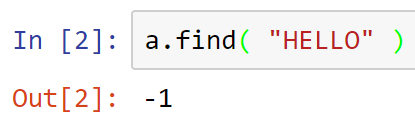 In [2]: a.find( "HELLO" )
Out[2]: -1